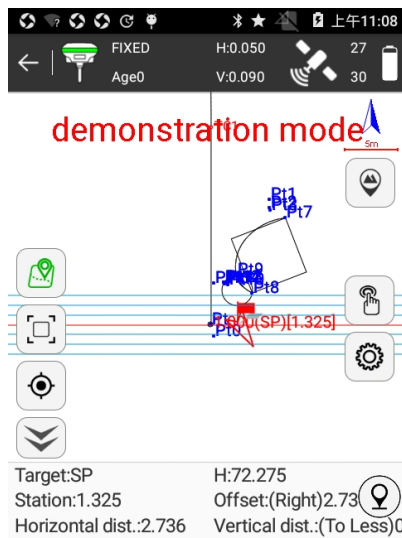 上午11:08
FIXED H:0.050 27
Age0 V:0.090 30
demonstration mode
5m
Pt1
Pt7
Pt9
Pt8
Pt0
(SP)[1.325]
Target:SP H:72.275
Station:1.325 Offset:(Right)2.73
Horizontal dist.:2.736 Vertical dist.:(To Less)0